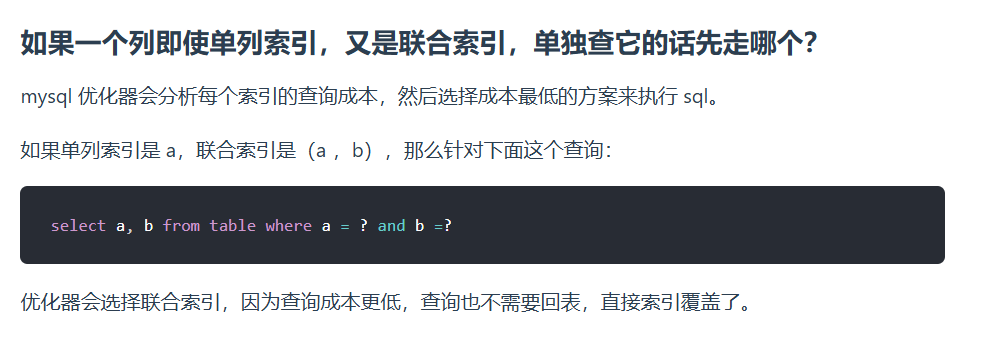 如果一个列即使单列索引，又是联合索引，单独查它的话先走哪个？
mysql 优化器会分析每个索引的查询成本，然后选择成本最低的方案来执行 sql。
如果单列索引是 a，联合索引是（a ，b），那么针对下面这个查询：
select a, b from table where a = ? and b =?
优化器会选择联合索引，因为查询成本更低，查询也不需要回表，直接索引覆盖了。